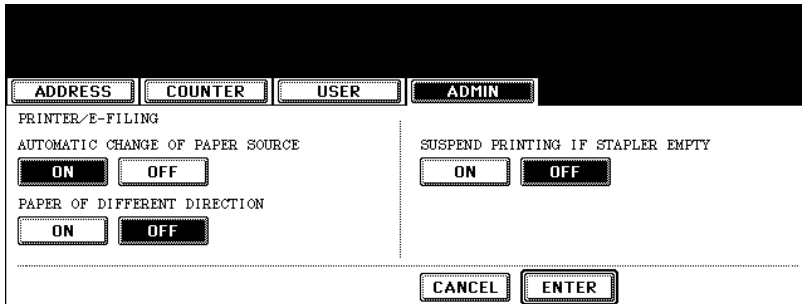 ADDRESS COUNTER USER ADMIN
PRINTER/E-FILING
AUTOMATIC CHANGE OF PAPER SOURCE
ON OFF
PAPER OF DIFFERENT DIRECTION
ON OFF
SUSPEND PRINTING IF STAPLER EMPTY
ON OFF
CANCEL ENTER